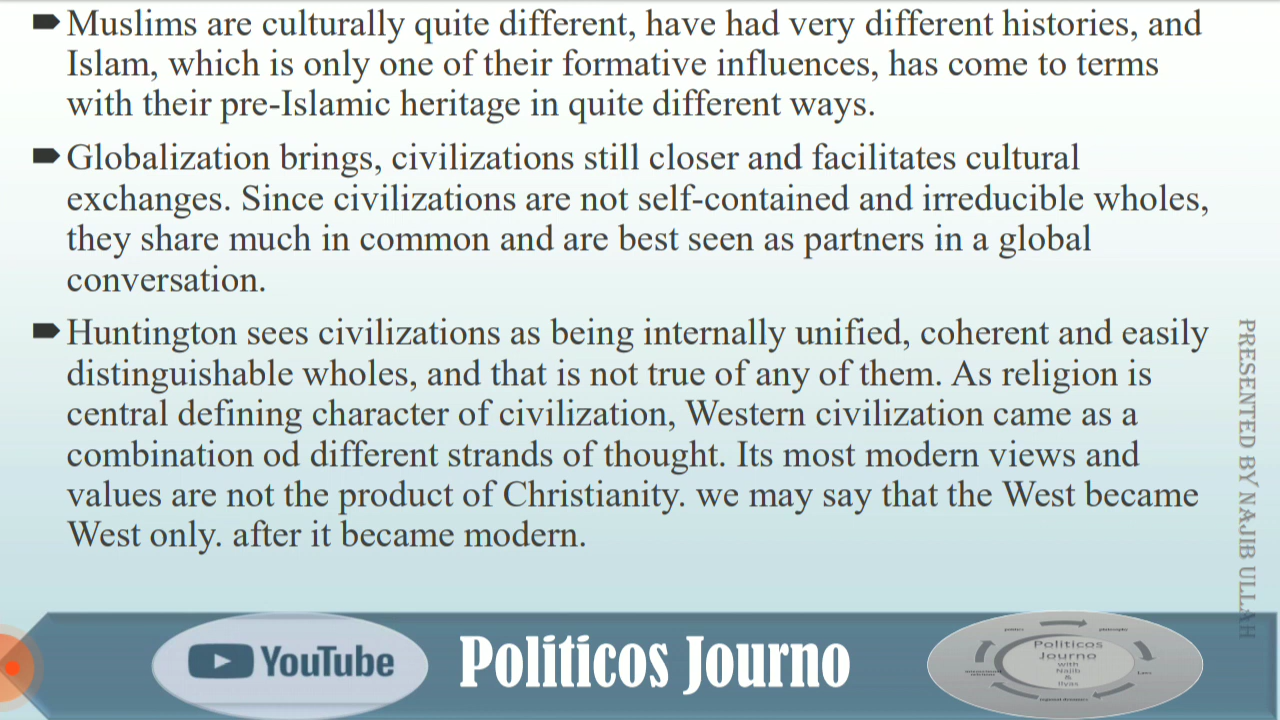 Muslims are culturally quite different, have had very different histories, and
Islam, which is only one of their formative influences, has come to terms
with their pre-Islamic heritage in quite different ways.
Globalization brings, civilizations still closer and facilitates cultural
exchanges. Since civilizations are not self-contained and irreducible wholes,
they share much in common and are best seen as partners in a global
conversation.
Huntington sees civilizations as being internally unified, coherent and easily
distinguishable wholes, and that is not true of any of them. As religion is
central defining character of civilization, Western civilization came as a
combination od different strands of thought. Its most modern views and
values are not the product of Christianity. we may say that the West became
West only. after it became modern.
PRESENTED BY NAJIB ULLAH
YouTube
Politicos Journo
politics
philosophy
Politicos
Journo
with
Najib
&
Ilyas
Laws